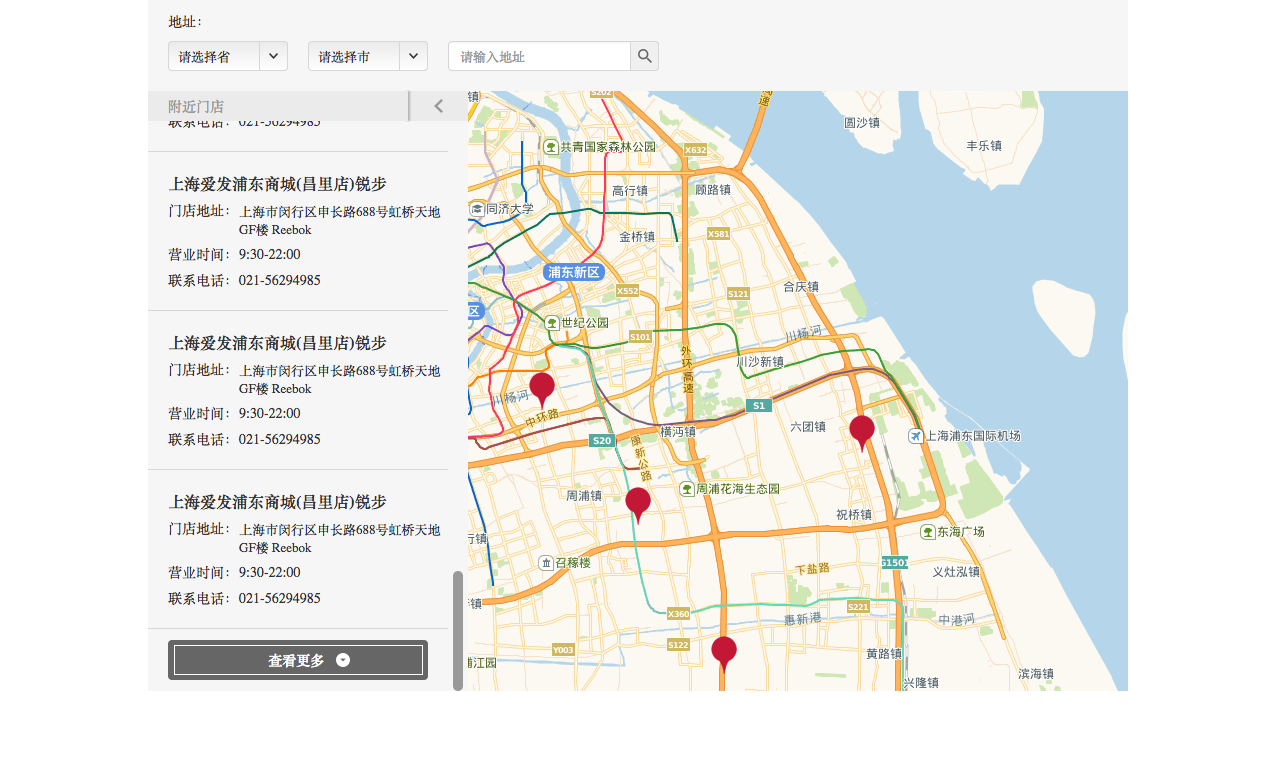 地址：
请选择省
请选择市
请输入地址
附近门店
联系电话：021-56294985
上海爱发浦东商城(昌里店)锐步
门店地址：上海市闵行区申长路688号虹桥天地
GF楼 Reebok
营业时间：9:30-22:00
联系电话：021-56294985
上海爱发浦东商城(昌里店)锐步
门店地址：上海市闵行区申长路688号虹桥天地
GF楼 Reebok
营业时间：9:30-22:00
联系电话：021-56294985
上海爱发浦东商城(昌里店)锐步
门店地址：上海市闵行区申长路688号虹桥天地
GF楼 Reebok
营业时间：9:30-22:00
联系电话：021-56294985
查看更多
镇
S202
高速
圆沙镇
丰乐镇
共青国家森林公园
X632
高行镇
顾路镇
同济大学
金桥镇
X581
浦东新区
X552
S121
合庆镇
区
世纪公园
S101
川杨河
外环高速
川沙新镇
川杨河
中环路
S1
S20
横沔镇
六团镇
上海浦东国际机场
康新公路
周浦镇
周浦花海生态园
祝桥镇
东海广场
行镇
召稼楼
G1501
下盐路
义灶泓镇
镇
X360
S221
惠新港
中港河
Y003
S122
浦江园
黄路镇
滨海镇
兴隆镇